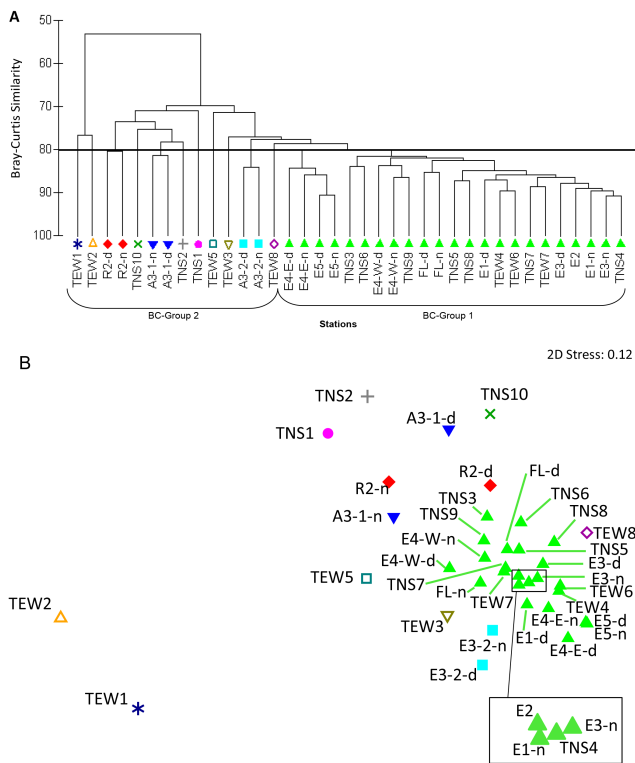 A
Bray-Curtis Similarity
50
60
70
80
90
100
TEW1
TEW2
R2-d
R2-n
TNS10
A3-1-n
A3-1-d
TNS2
TNS1
TEW5
TEW3
A3-2-d
A3-2-n
TEW8
E4-E-d
E4-E-n
E5-d
E5-n
TNS3
TNS6
E4-W-d
E4-W-n
TNS9
FL-d
FL-n
TNS5
TNS8
E1-d
TEW4
TEW6
TNS7
TEW7
E3-d
E2
E1-n
E3-n
TNS4
BC-Group 2
Stations
BC-Group 1
B
2D Stress: 0.12
TNS2
TNS10
A3-1-d
TNS1
R2-d
FL-d
R2-n
TNS3
TNS6
TNS8
A3-1-n
TNS9
TEW8
E4-W-n
TNS5
E4-W-d
E3-d
TEW5
TNS7
E3-n
TEW6
FL-n
TEW7
TEW4
TEW2
TEW3
E4-E-n
E5-d
E1-d
E5-n
E3-2-n
E4-E-d
E3-2-d
TEW1
E2
E3-n
E1-n
TNS4